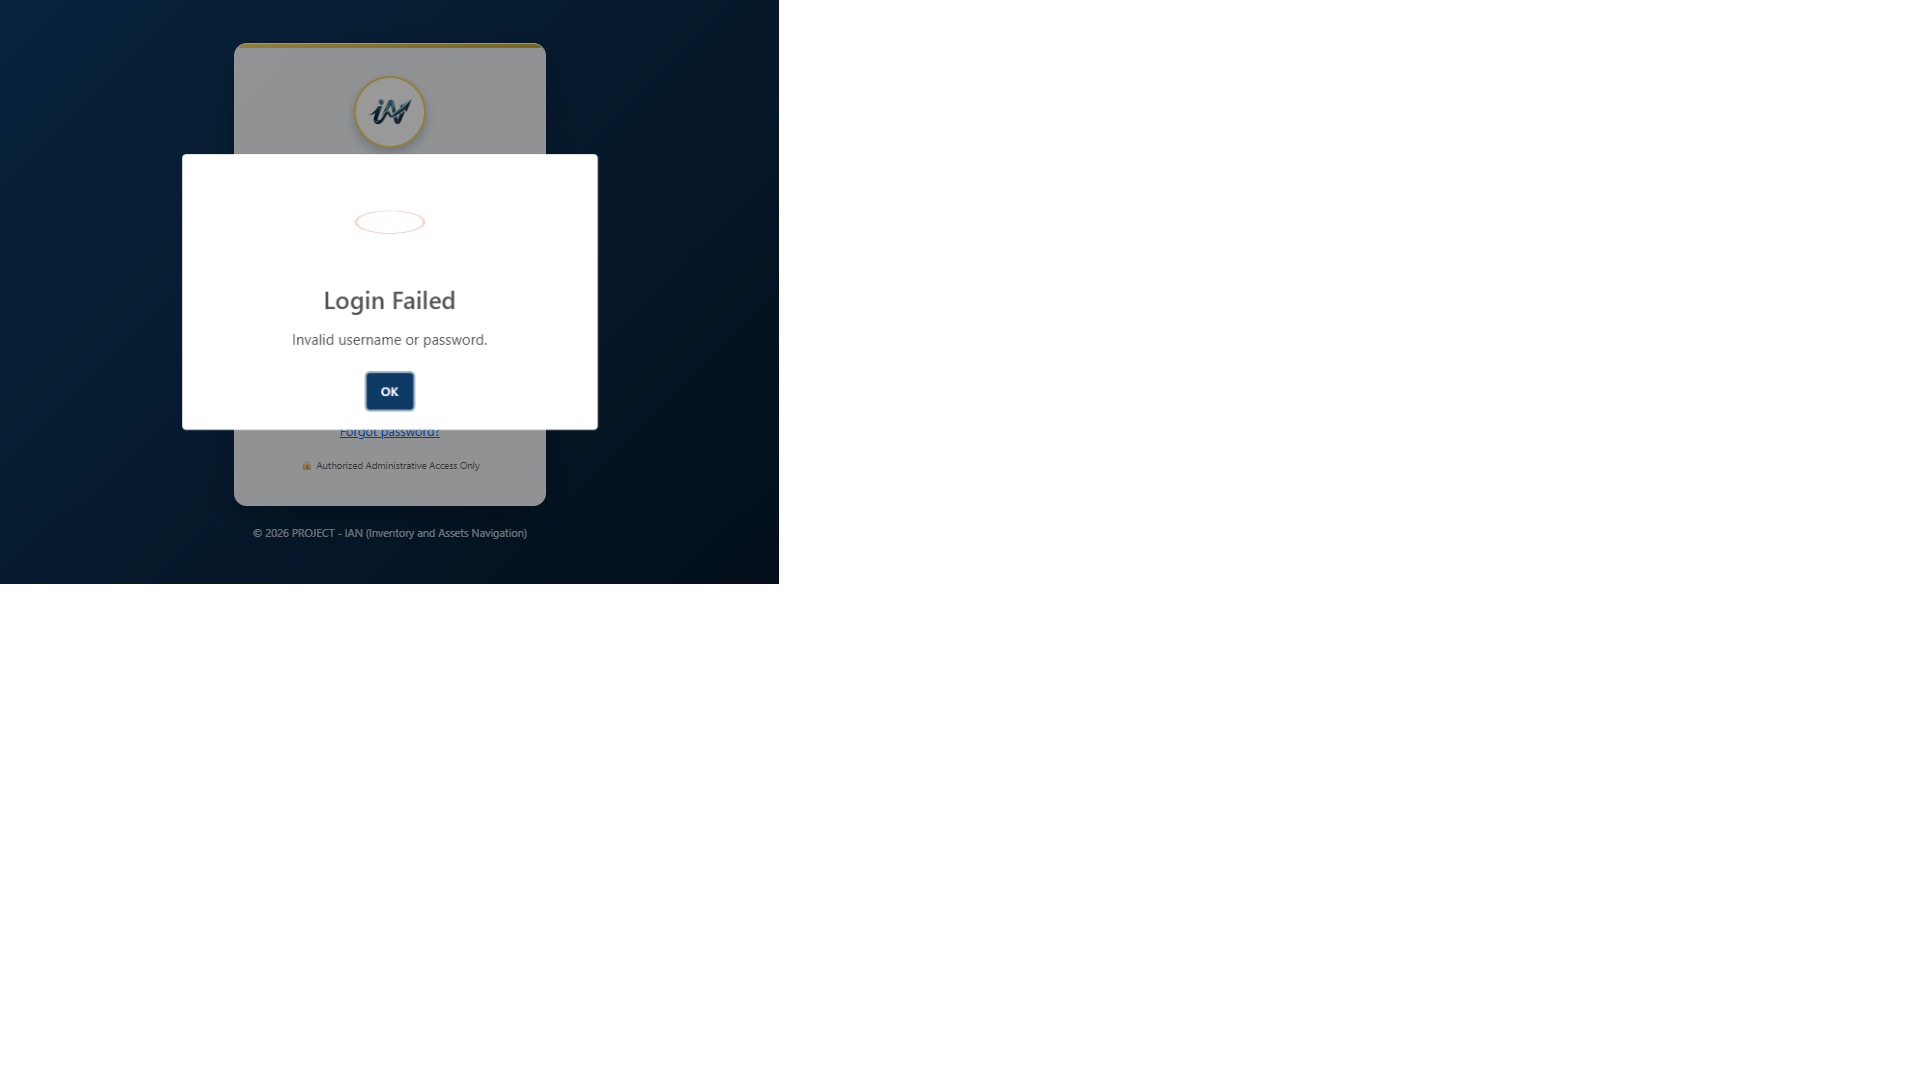 iAN
Login Failed
Invalid username or password.
OK
Forgot password?
🔒 Authorized Administrative Access Only
© 2026 PROJECT - IAN (Inventory and Assets Navigation)